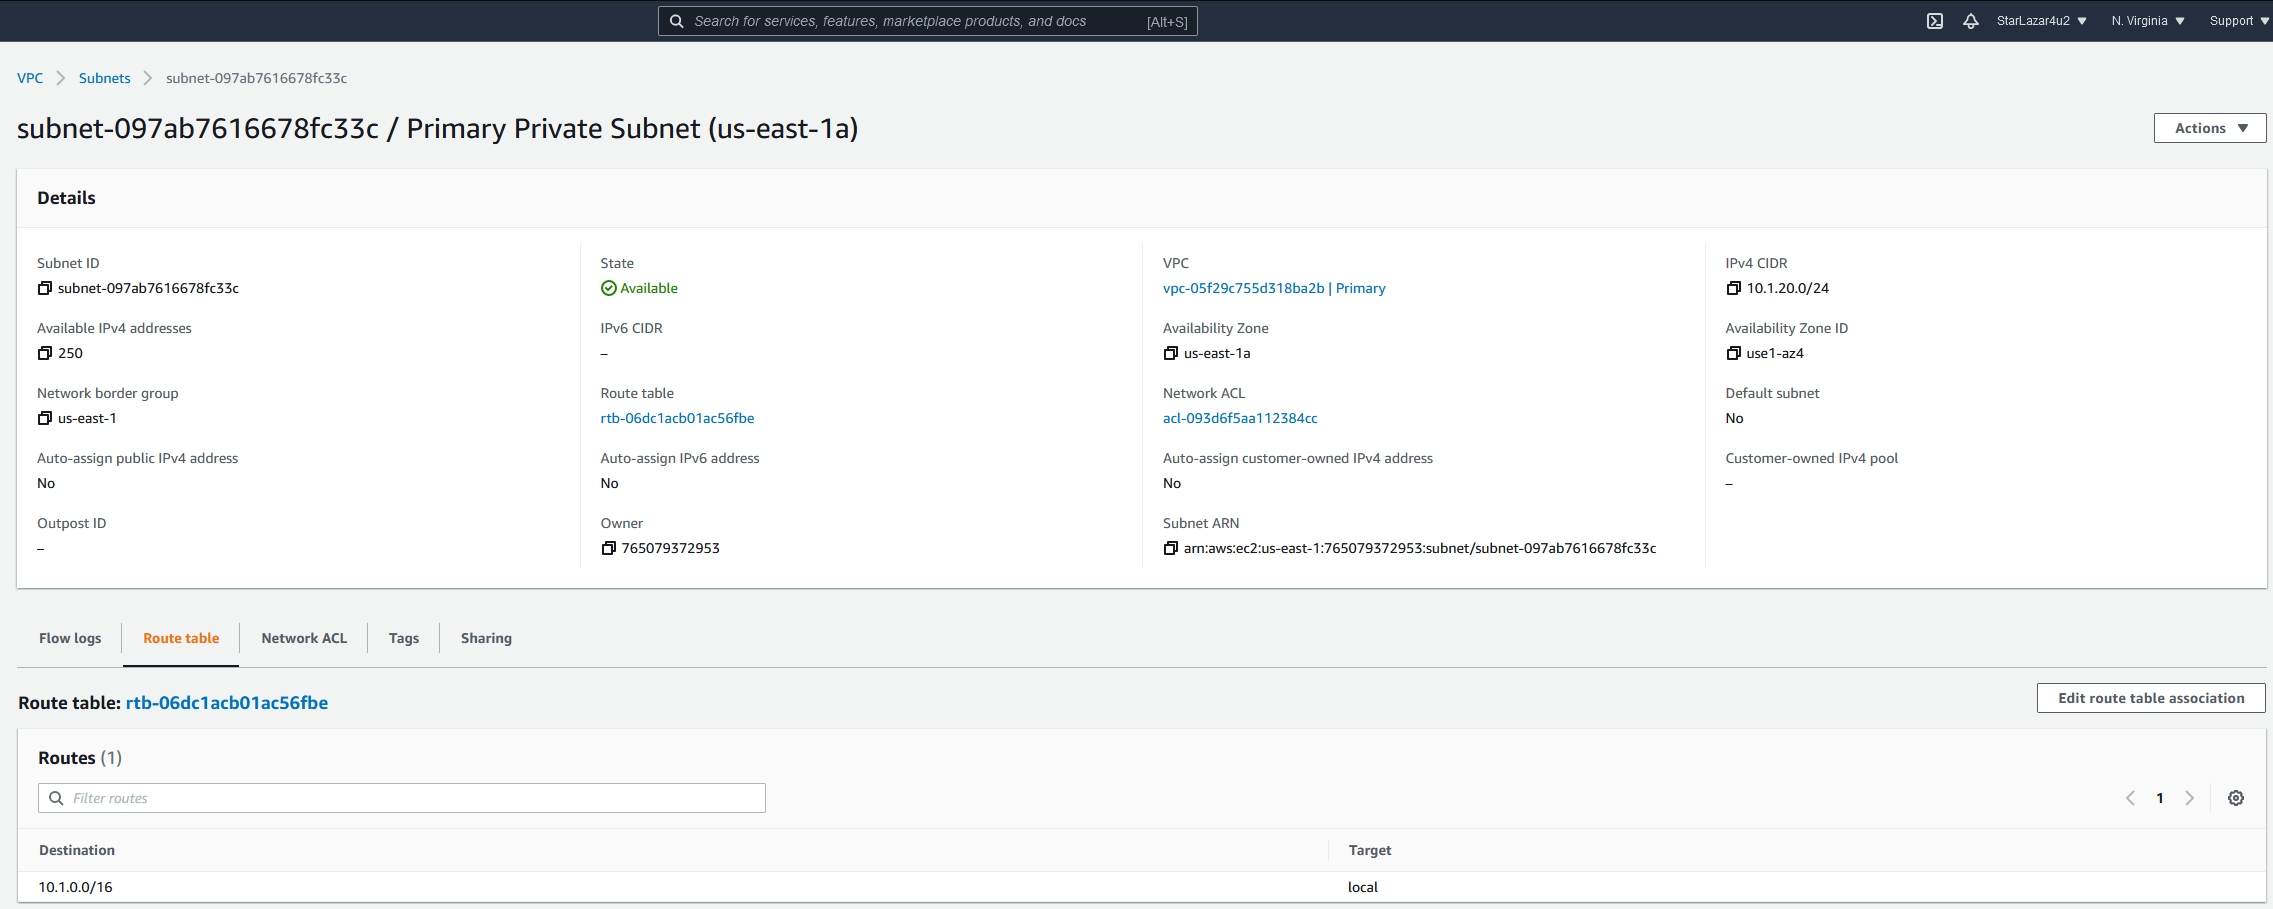 Search for services, features, marketplace products, and docs [Alt+S] StarLazar4u2 N. Virginia Support
VPC Subnets subnet-097ab7616678fc33c
subnet-097ab7616678fc33c / Primary Private Subnet (us-east-1a)
Actions
Details
Subnet ID
subnet-097ab7616678fc33c
State
Available
VPC
vpc-05f29c755d318ba2b | Primary
IPv4 CIDR
10.1.20.0/24
Available IPv4 addresses
250
IPv6 CIDR
–
Availability Zone
us-east-1a
Availability Zone ID
use1-az4
Network border group
us-east-1
Route table
rtb-06dc1acb01ac56fbe
Network ACL
acl-093d6f5aa112384cc
Default subnet
No
Auto-assign public IPv4 address
No
Auto-assign IPv6 address
No
Auto-assign customer-owned IPv4 address
No
Customer-owned IPv4 pool
–
Outpost ID
–
Owner
765079372953
Subnet ARN
arn:aws:ec2:us-east-1:765079372953:subnet/subnet-097ab7616678fc33c
Flow logs Route table Network ACL Tags Sharing
Route table: rtb-06dc1acb01ac56fbe
Edit route table association
Routes (1)
Filter routes
1
Destination Target
10.1.0.0/16 local